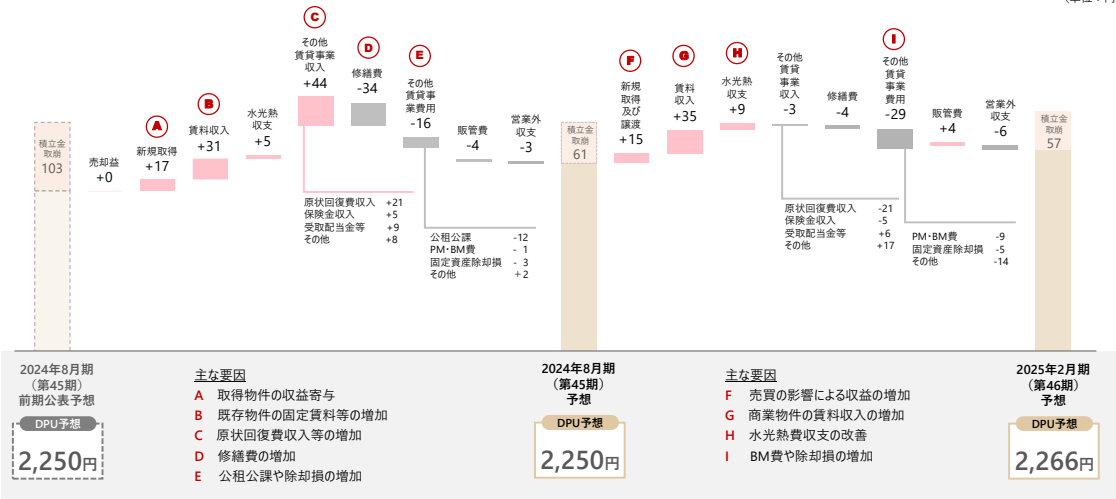 積立金
取崩
103
売却益
+0
A
新規取得
+17
B
賃料収入
+31
水光熱
収支
+5
C
その他
賃貸事業
収入
+44
D
修繕費
-34
E
その他
賃貸事
業費用
-16
販管費
-4
営業外
収支
-3
原状回復費収入 +21
保険金収入 +5
受取配当金等 +9
その他 +8
公租公課 -12
PM・BM費 - 1
固定資産除却損 - 3
その他 +2
積立金
取崩
61
F
新規
取得
及び
譲渡
+15
G
賃料
収入
+35
H
水光熱
収支
+9
その他
賃貸
事業
収入
-3
修繕費
-4
I
その他
賃貸
事業
費用
-29
販管費
+4
営業外
収支
-6
原状回復費収入 -21
保険金収入 -5
受取配当金等 +6
その他 +17
PM・BM費 -9
固定資産除却損 -5
その他 -14
積立金
取崩
57
2024年8月期
（第45期）
前期公表予想
DPU予想
2,250円
主な要因
A 取得物件の収益寄与
B 既存物件の固定賃料等の増加
C 原状回復費収入等の増加
D 修繕費の増加
E 公租公課や除却損の増加
2024年8月期
（第45期）
予想
DPU予想
2,250円
主な要因
F 売買の影響による収益の増加
G 商業物件の賃料収入の増加
H 水光熱費収支の改善
I BM費や除却損の増加
2025年2月期
（第46期）
予想
DPU予想
2,266円